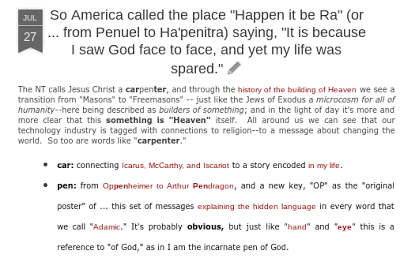 JUL
27
So America called the place "Happen it be Ra" (or
... from Penuel to Ha'penitra) saying, "It is because
I saw God face to face, and yet my life was
spared."
The NT calls Jesus Christ a carpenter, and through the history of the building of Heaven we see a
transition from "Masons" to "Freemasons" -- just like the Jews of Exodus a microcosm for all of
humanity--here being described as builders of something; and in the light of day it's more and
more clear that this something is "Heaven" itself. All around us we can see that our
technology industry is tagged with connections to religion--to a message about changing the
world. So too are words like "carpenter."
• car: connecting Icarus, McCarthy, and Iscariot to a story encoded in my life.
• pen: from Oppenheimer to Arthur Pendragon, and a new key, "OP" as the "original
poster" of ... this set of messages explaining the hidden language in every word that
we call "Adamic." It's probably obvious, but just like "hand" and "eye" this is a
reference to "of God," as in I am the incarnate pen of God.